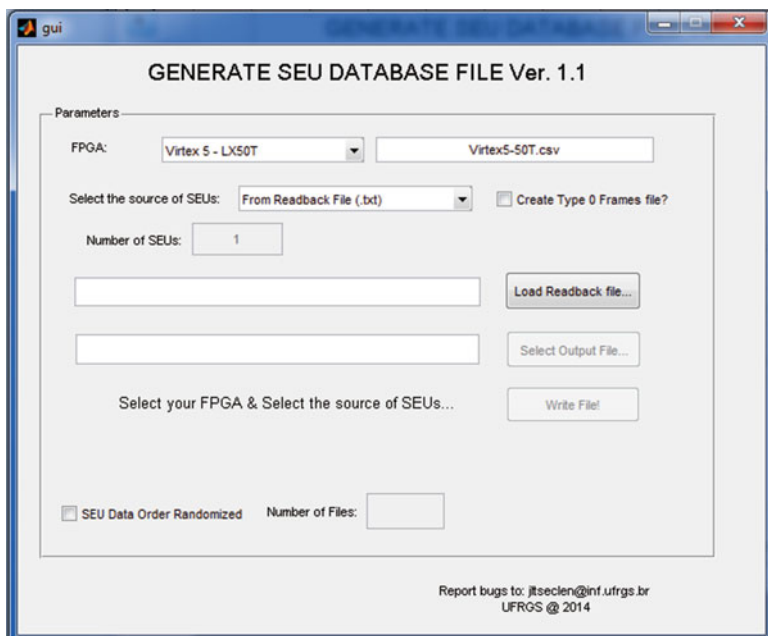 gui
GENERATE SEU DATABASE FILE Ver. 1.1
Parameters
FPGA: Virtex 5 - LX50T Virtex5-50T.csv
Select the source of SEUs: From Readback File (.txt) Create Type 0 Frames file?
Number of SEUs: 1
Load Readback file...
Select Output File...
Select your FPGA & Select the source of SEUs... Write File!
SEU Data Order Randomized Number of Files:
Report bugs to: jltseclen@inf.ufrgs.br
UFRGS @ 2014